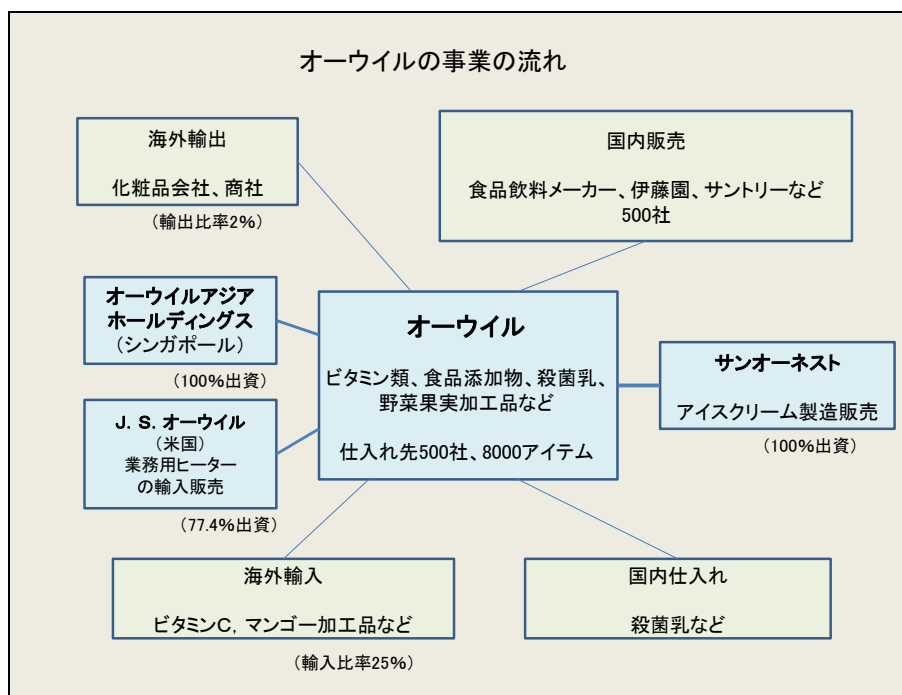 オーウイルの事業の流れ
海外輸出
化粧品会社、商社
(輸出比率2%)
国内販売
食品飲料メーカー、伊藤園、サントリーなど
500社
オーウイルアジア
ホールディングス
(シンガポール)
(100%出資)
J. S. オーウイル
(米国)
業務用ヒーター
の輸入販売
(77.4%出資)
オーウイル
ビタミン類、食品添加物、殺菌乳、
野菜果実加工品など
仕入れ先500社、8000アイテム
サンオーネスト
アイスクリーム製造販売
(100%出資)
海外輸入
ビタミンC, マンゴー加工品など
(輸入比率25%)
国内仕入れ
殺菌乳など